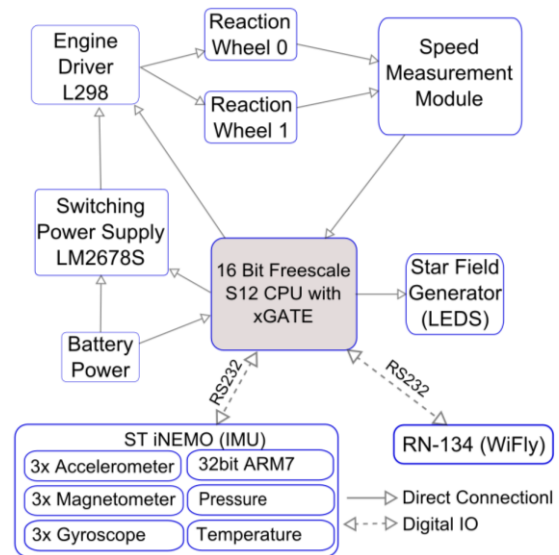 Engine
Driver
L298
Reaction
Wheel 0
Reaction
Wheel 1
Speed
Measurement
Module
Switching
Power Supply
LM2678S
16 Bit Freescale
S12 CPU with
xGATE
Star Field
Generator
(LEDS)
Battery
Power
RS232
RS232
ST iNEMO (IMU)
3x Accelerometer
32bit ARM7
3x Magnetometer
Pressure
3x Gyroscope
Temperature
RN-134 (WiFly)
Direct Connectionl
Digital IO